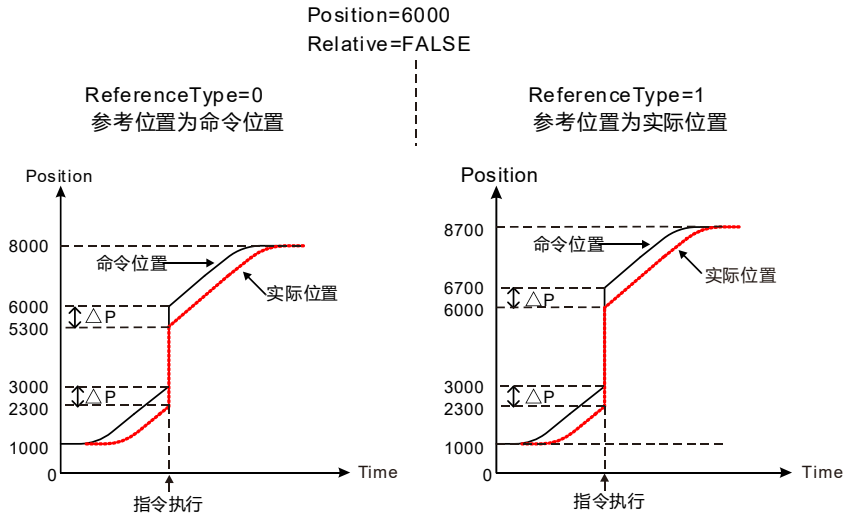 Position=6000
Relative=FALSE
ReferenceType=0
参考位置为命令位置
Position
8000
命令位置
实际位置
6000
△P
5300
3000
△P
2300
1000
0
Time
指令执行
ReferenceType=1
参考位置为实际位置
Position
8700
命令位置
实际位置
6700
△P
6000
3000
△P
2300
1000
0
Time
指令执行